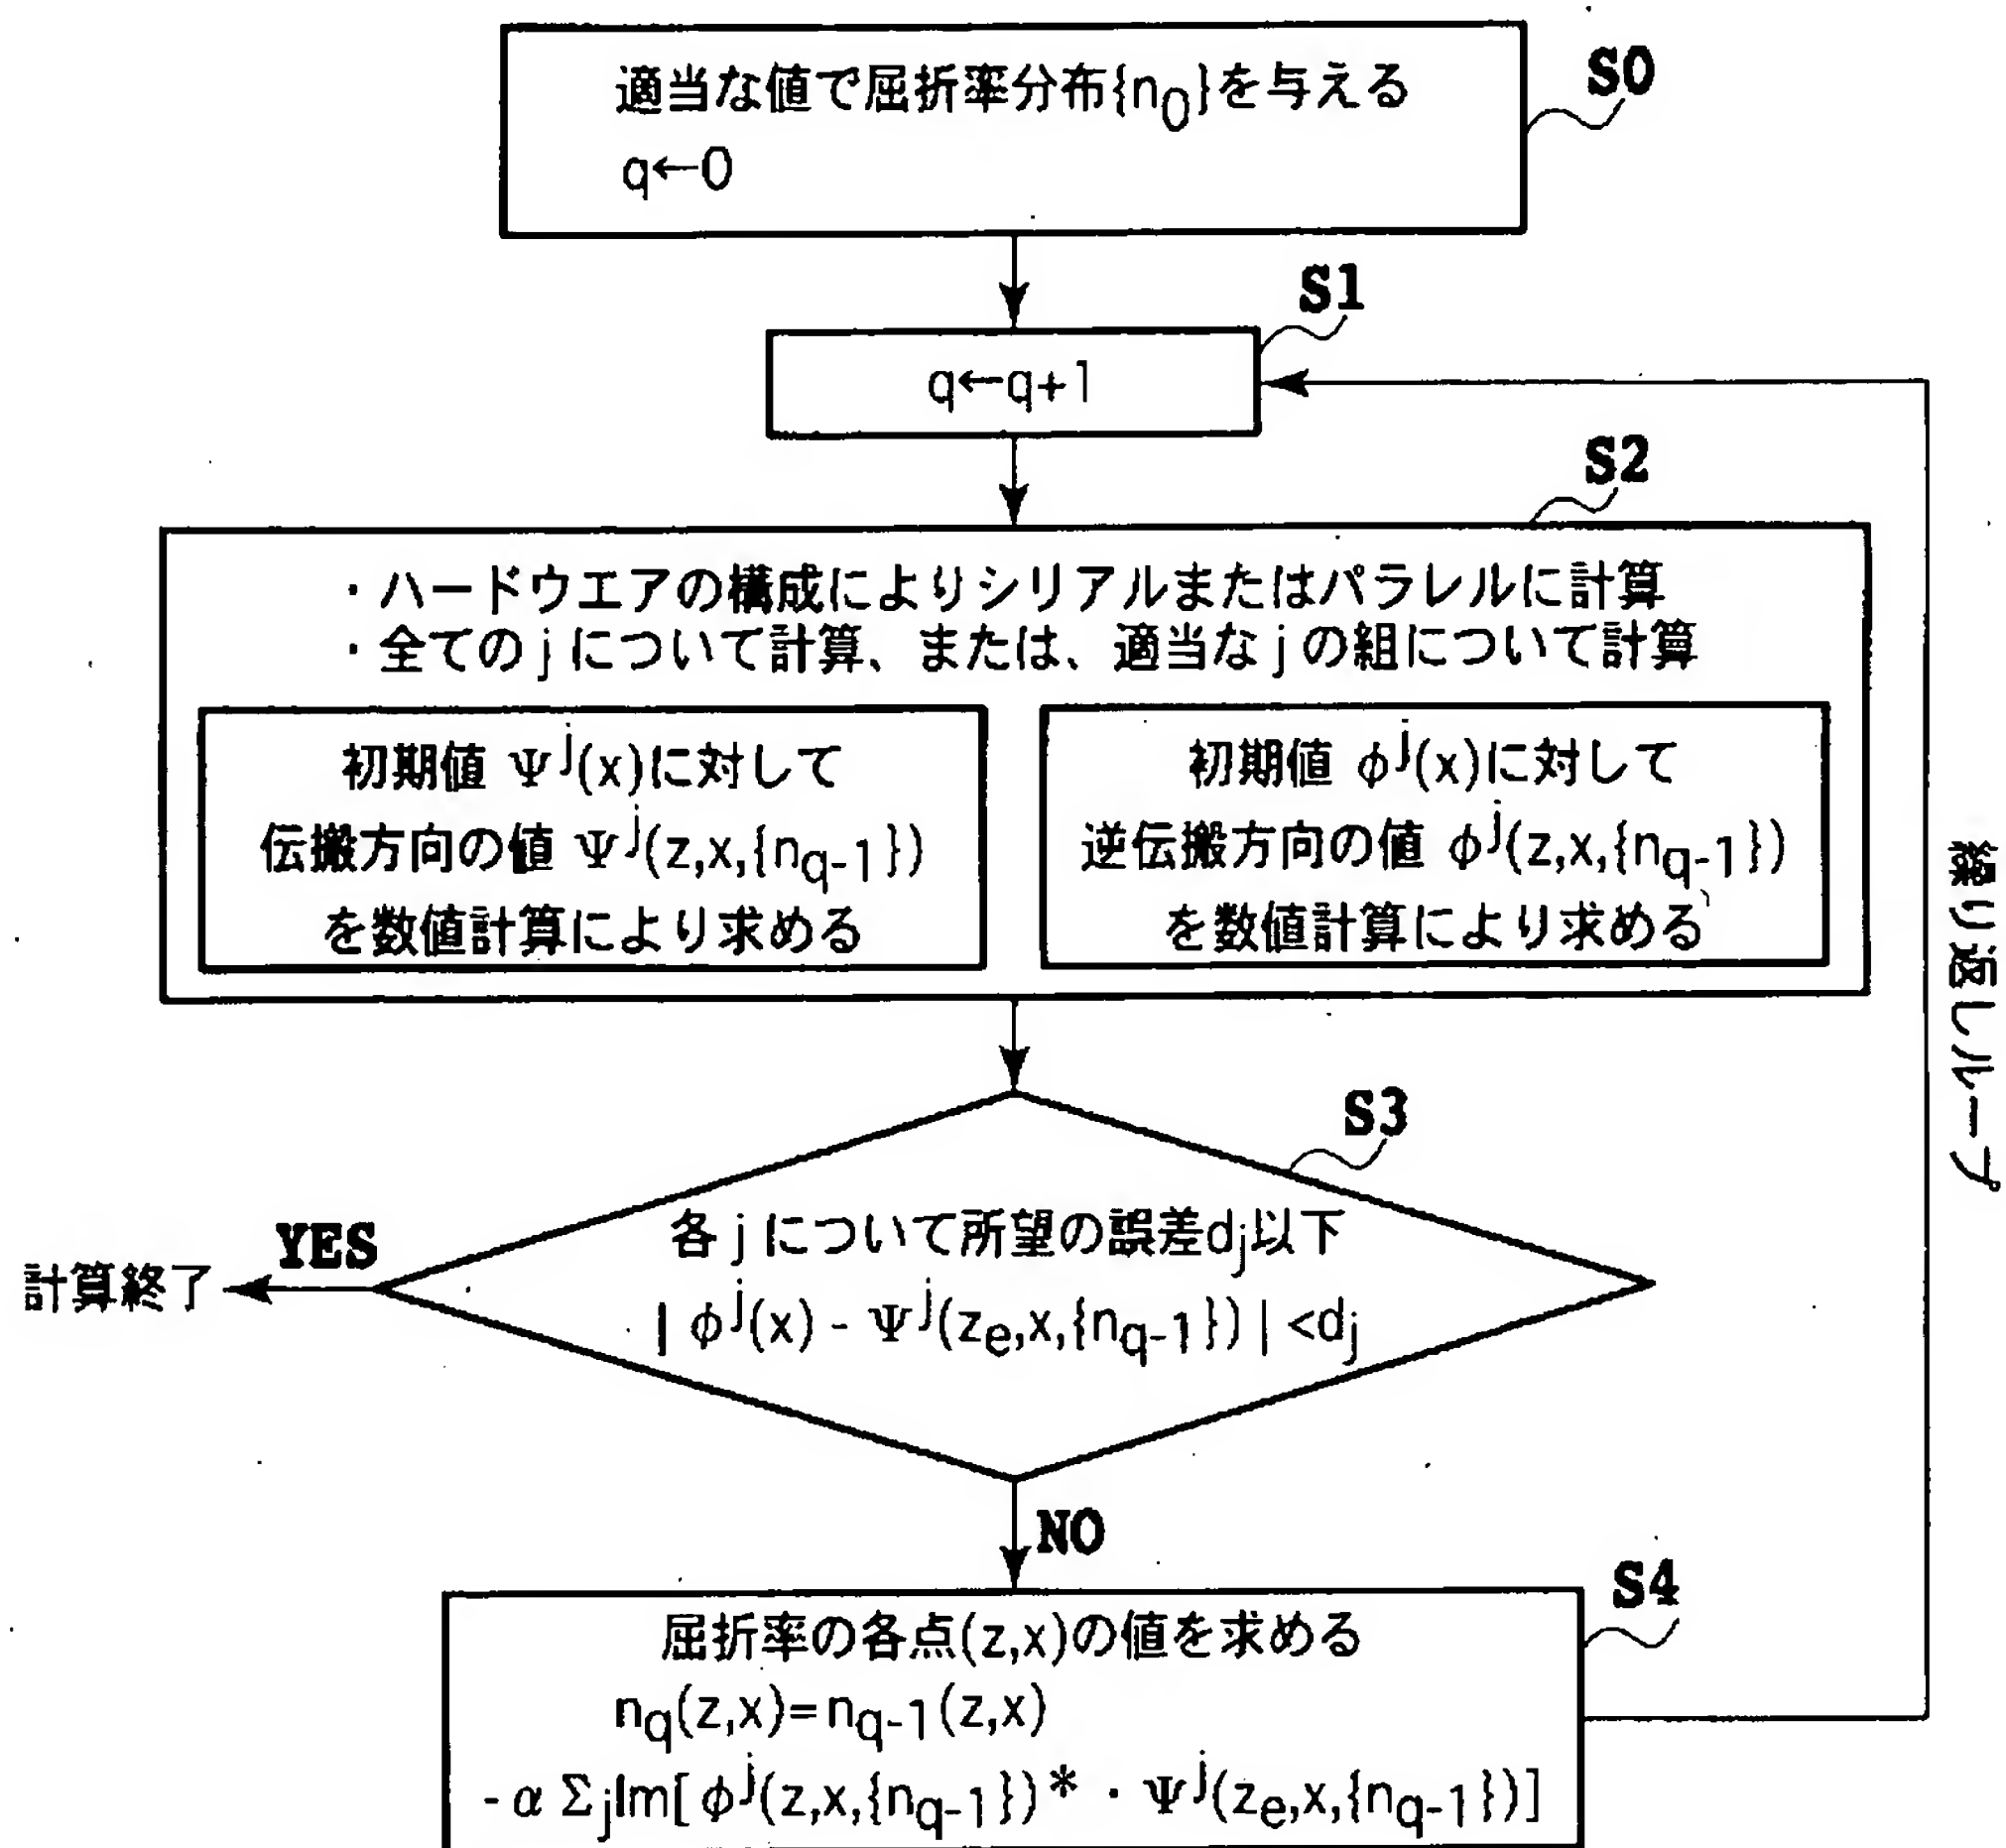 適当な値で屈折率分布{n0}を与える
q←0
S0
S1
q←q+1
S2
・ハードウエアの構成によりシリアルまたはパラレルに計算
・全てのjについて計算、または、適当なjの組について計算
初期値 Ψj(x)に対して
伝搬方向の値 Ψj(z,x,{nq-1})
を数値計算により求める
初期値 φj(x)に対して
逆伝搬方向の値 φj(z,x,{nq-1})
を数値計算により求める
繰り返しループ
S3
各jについて所望の誤差dj以下
| φj(x) - Ψj(ze,x,{nq-1}) | <dj
YES
計算終了
NO
S4
屈折率の各点(z,x)の値を求める
nq(z,x)=nq-1(z,x)
- α ΣjIm[ φj(z,x,{nq-1})* ・ Ψj(ze,x,{nq-1})]